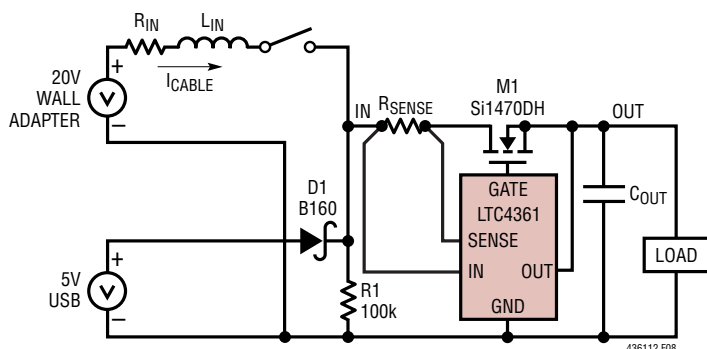 R_IN
L_IN
I_CABLE
20V
WALL
ADAPTER
+
–
IN
R_SENSE
M1
Si1470DH
OUT
GATE
LTC4361
SENSE
IN
OUT
GND
C_OUT
LOAD
D1
B160
5V
USB
+
–
R1
100k
436112 F08